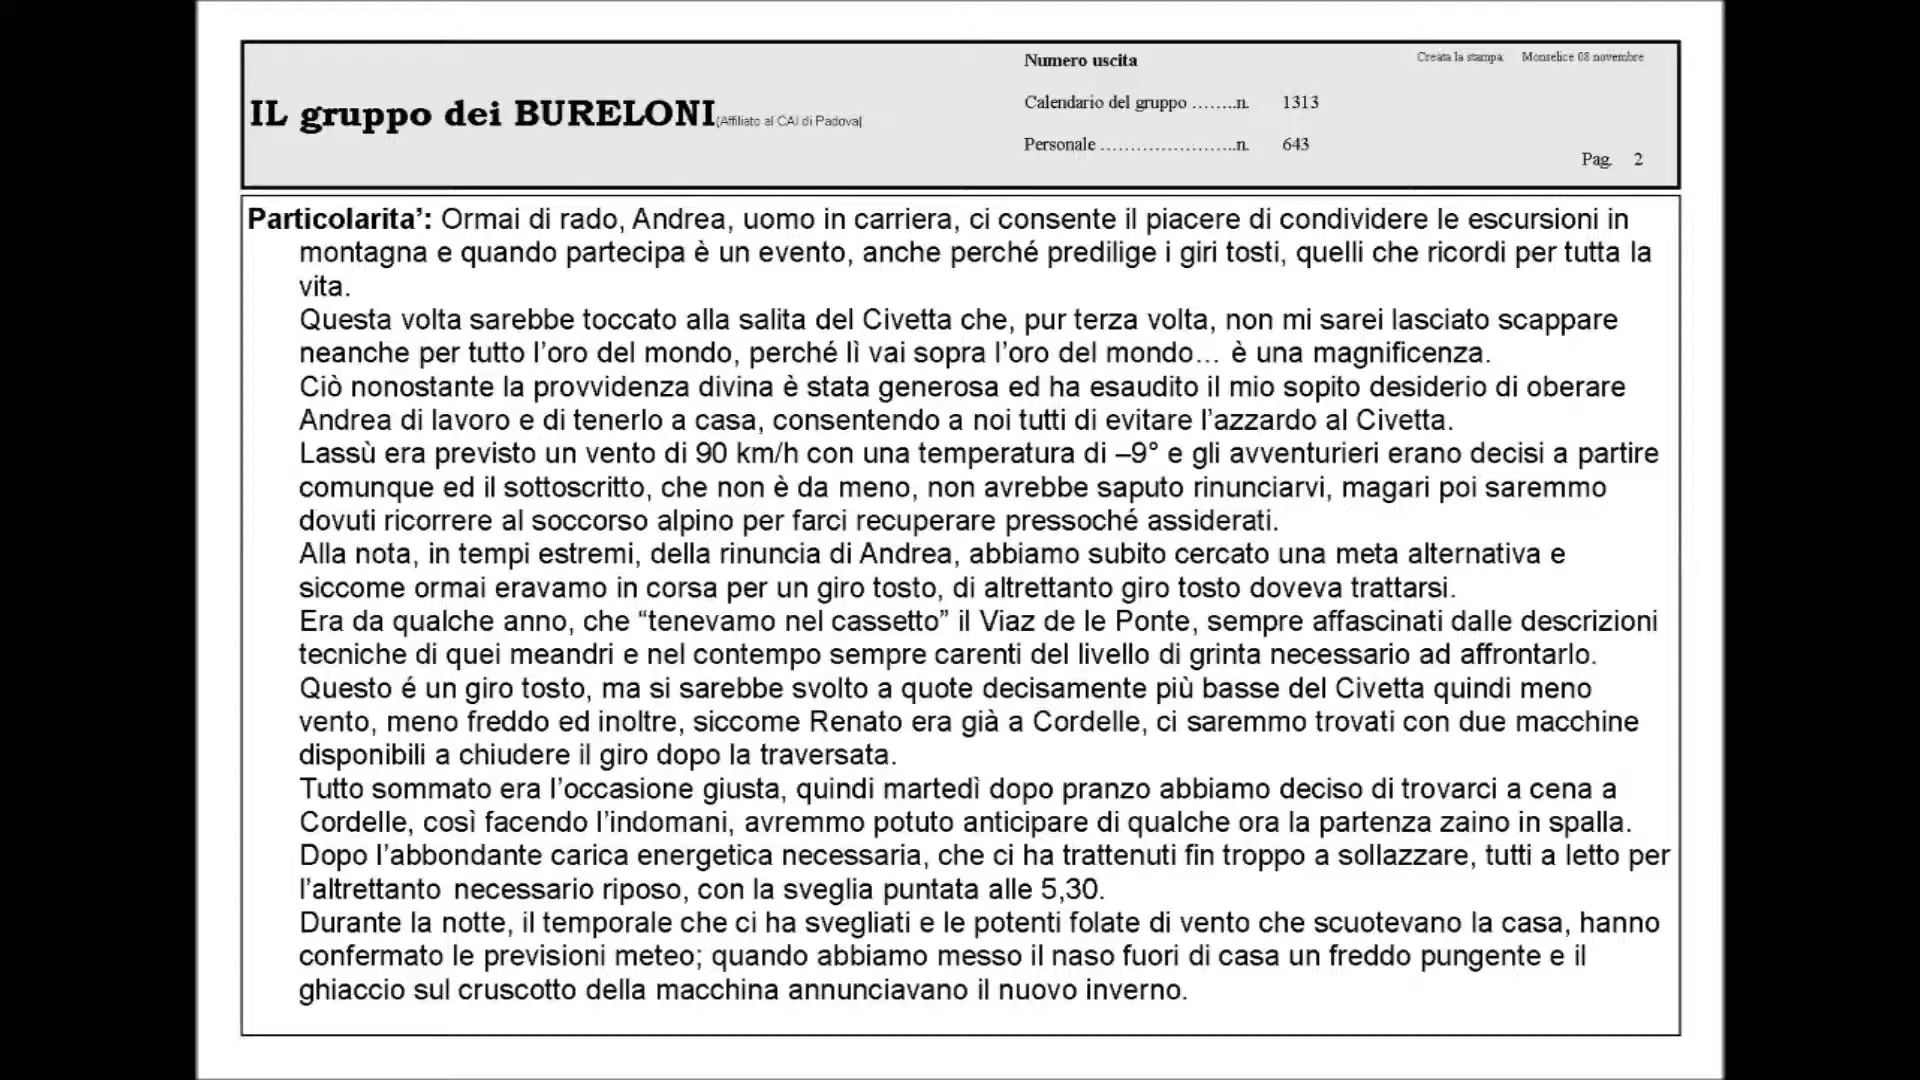 Numero uscita
Creata la stampa Monselice 08 novembre
IL gruppo dei BURELONI(Affiliato al CAI di Padova)
Calendario del gruppo ……..n. 1313
Personale …………………..n. 643
Pag. 2
Particolarita’: Ormai di rado, Andrea, uomo in carriera, ci consente il piacere di condividere le escursioni in
montagna e quando partecipa è un evento, anche perché predilige i giri tosti, quelli che ricordi per tutta la
vita.
Questa volta sarebbe toccato alla salita del Civetta che, pur terza volta, non mi sarei lasciato scappare
neanche per tutto l’oro del mondo, perché lì vai sopra l’oro del mondo… è una magnificenza.
Ciò nonostante la provvidenza divina è stata generosa ed ha esaudito il mio sopito desiderio di oberare
Andrea di lavoro e di tenerlo a casa, consentendo a noi tutti di evitare l’azzardo al Civetta.
Lassù era previsto un vento di 90 km/h con una temperatura di –9° e gli avventurieri erano decisi a partire
comunque ed il sottoscritto, che non è da meno, non avrebbe saputo rinunciarvi, magari poi saremmo
dovuti ricorrere al soccorso alpino per farci recuperare pressoché assiderati.
Alla nota, in tempi estremi, della rinuncia di Andrea, abbiamo subito cercato una meta alternativa e
siccome ormai eravamo in corsa per un giro tosto, di altrettanto giro tosto doveva trattarsi.
Era da qualche anno, che “tenevamo nel cassetto” il Viaz de le Ponte, sempre affascinati dalle descrizioni
tecniche di quei meandri e nel contempo sempre carenti del livello di grinta necessario ad affrontarlo.
Questo é un giro tosto, ma si sarebbe svolto a quote decisamente più basse del Civetta quindi meno
vento, meno freddo ed inoltre, siccome Renato era già a Cordelle, ci saremmo trovati con due macchine
disponibili a chiudere il giro dopo la traversata.
Tutto sommato era l’occasione giusta, quindi martedì dopo pranzo abbiamo deciso di trovarci a cena a
Cordelle, così facendo l’indomani, avremmo potuto anticipare di qualche ora la partenza zaino in spalla.
Dopo l’abbondante carica energetica necessaria, che ci ha trattenuti fin troppo a sollazzare, tutti a letto per
l’altrettanto necessario riposo, con la sveglia puntata alle 5,30.
Durante la notte, il temporale che ci ha svegliati e le potenti folate di vento che scuotevano la casa, hanno
confermato le previsioni meteo; quando abbiamo messo il naso fuori di casa un freddo pungente e il
ghiaccio sul cruscotto della macchina annunciavano il nuovo inverno.